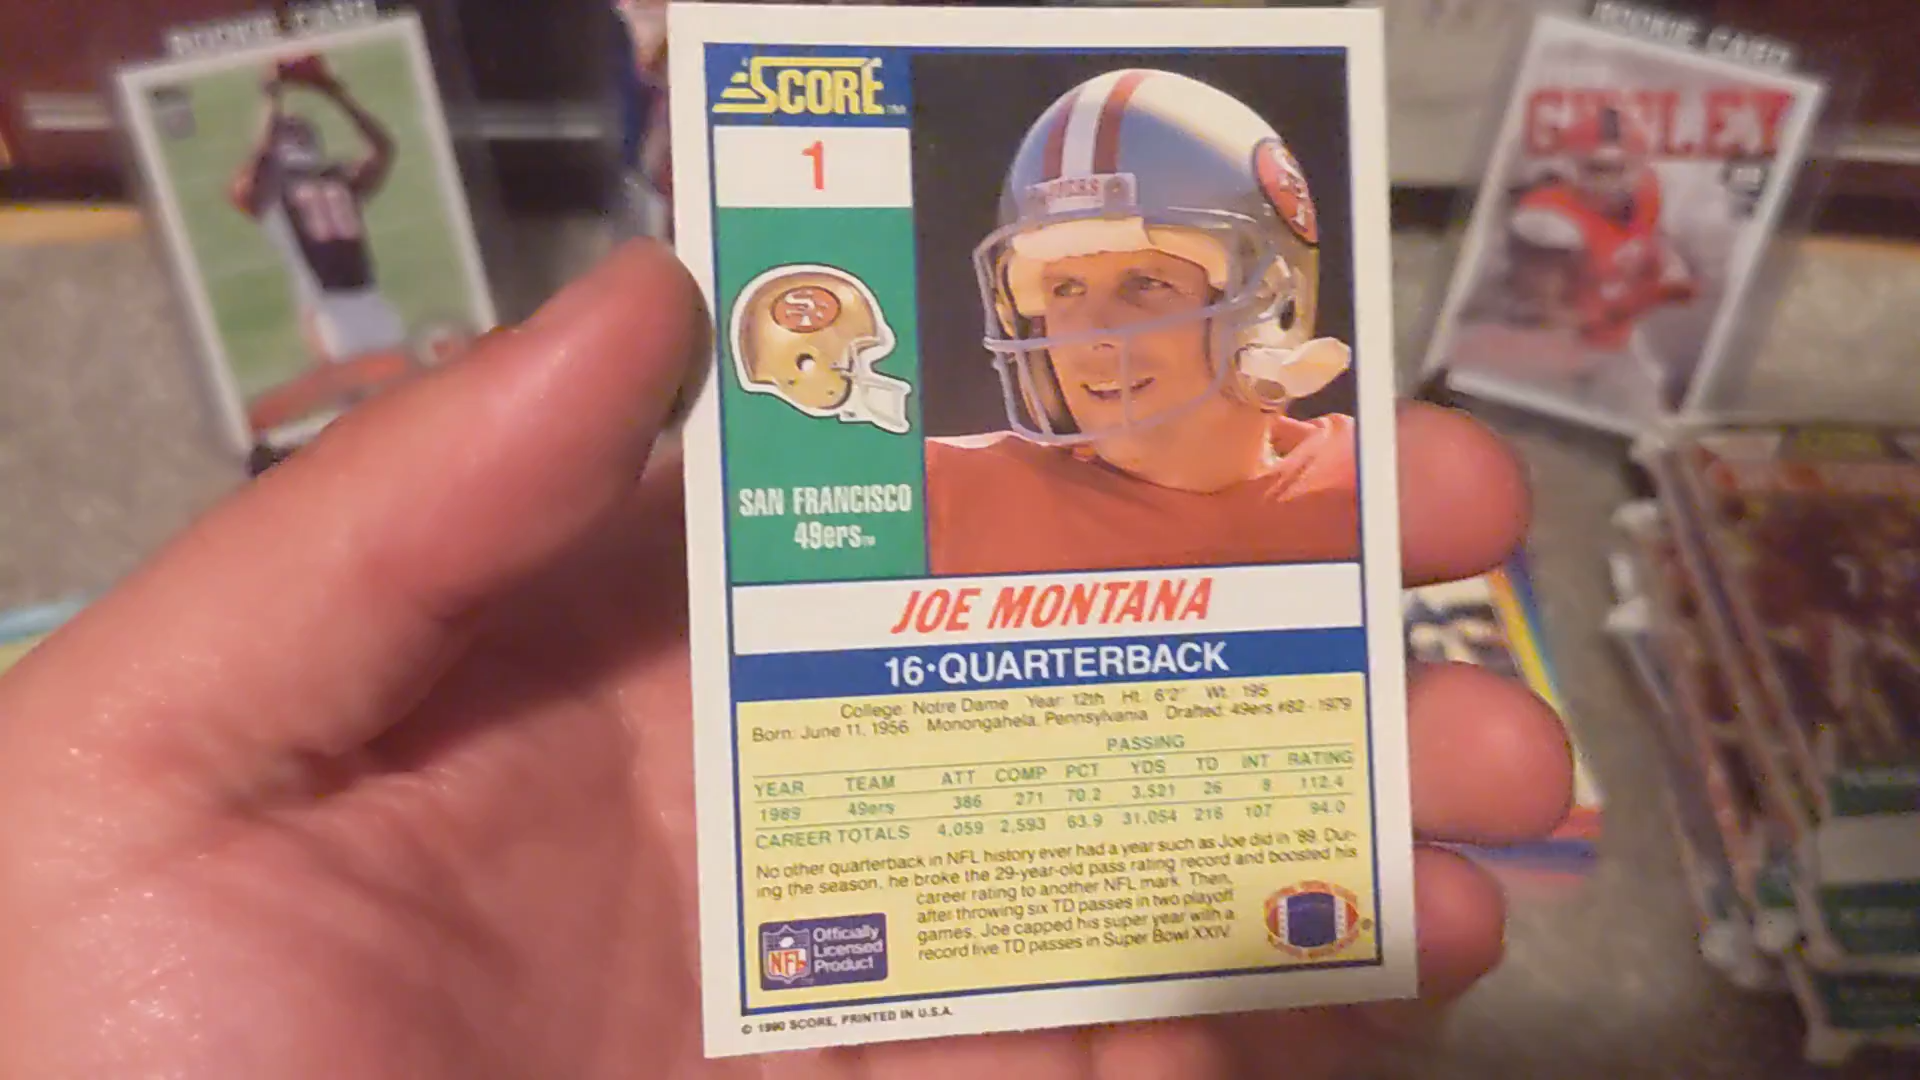 ROOKIE CARD
ROOKIE CARD
SCORE
1
SAN FRANCISCO
49ers™
JOE MONTANA
16·QUARTERBACK
College: Notre Dame Year: 12th Ht. 6'2" Wt. 195
Born: June 11, 1956 Monongahela, Pennsylvania Drafted: 49ers #82 - 1979
PASSING
YEAR TEAM ATT COMP PCT YDS TD INT RATING
1989 49ers 386 271 70.2 3,521 26 8 112.4
CAREER TOTALS 4,059 2,593 63.9 31,054 216 107 94.0
No other quarterback in NFL history ever had a year such as Joe did in '89. Dur-
ing the season, he broke the 29-year-old pass rating record and boosted his
career rating to another NFL mark. Then,
after throwing six TD passes in two playoff
games, Joe capped his super year with a
record five TD passes in Super Bowl XXIV.
NFL
Officially
Licensed
Product
© 1990 SCORE, PRINTED IN U.S.A.